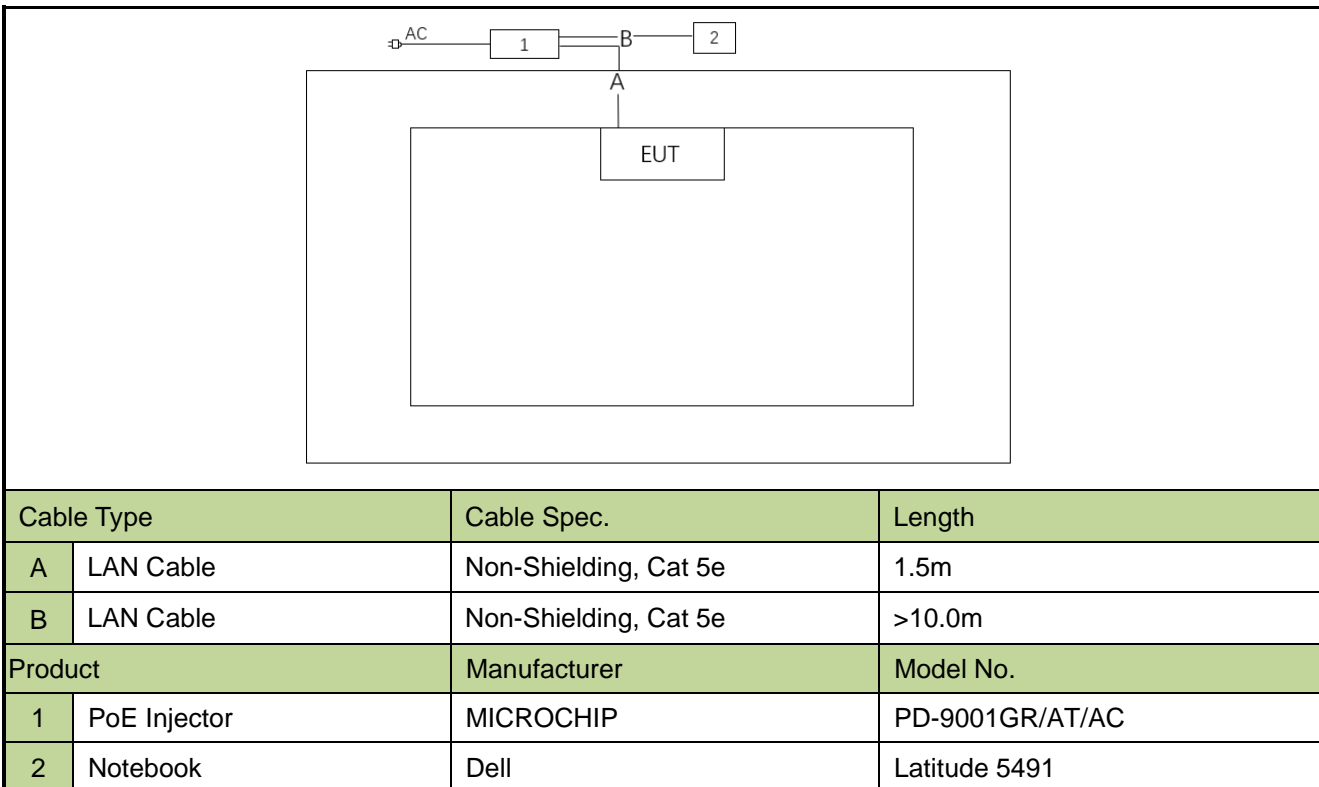 AC 1 B 2
A
EUT
Cable Type Cable Spec. Length
A LAN Cable Non-Shielding, Cat 5e 1.5m
B LAN Cable Non-Shielding, Cat 5e >10.0m
Product Manufacturer Model No.
1 PoE Injector MICROCHIP PD-9001GR/AT/AC
2 Notebook Dell Latitude 5491